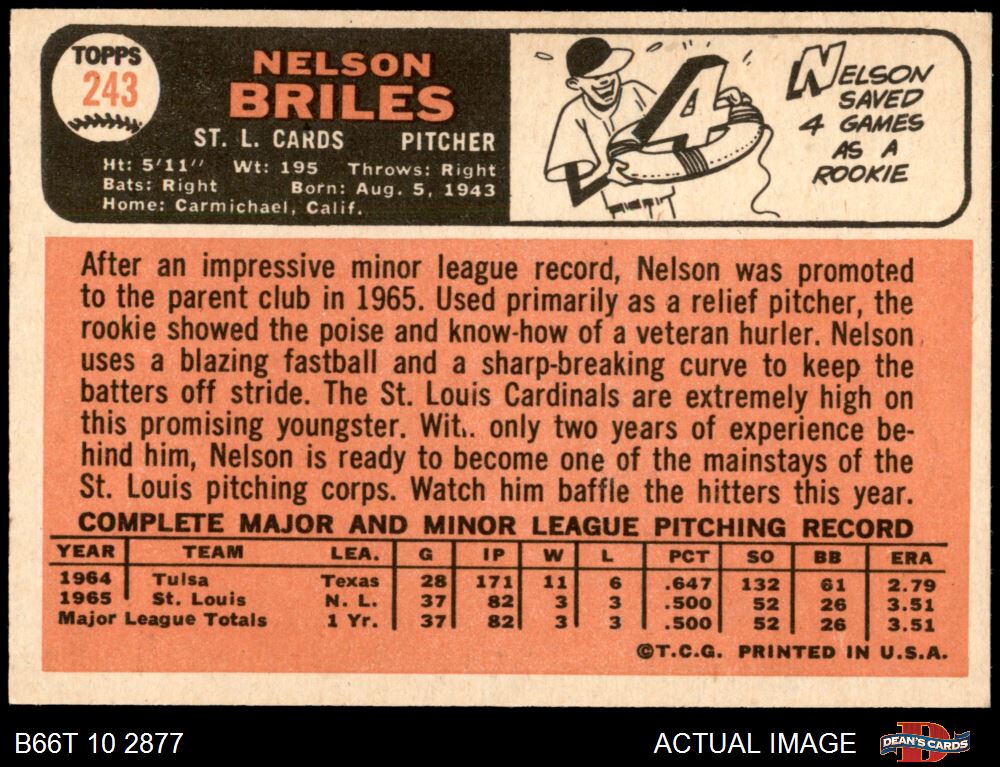 TOPPS
243
NELSON
BRILES
ST. L. CARDS PITCHER
Ht: 5'11" Wt: 195 Throws: Right
Bats: Right Born: Aug. 5, 1943
Home: Carmichael, Calif.
4
NELSON
SAVED
4 GAMES
AS A
ROOKIE
After an impressive minor league record, Nelson was promoted
to the parent club in 1965. Used primarily as a relief pitcher, the
rookie showed the poise and know-how of a veteran hurler. Nelson
uses a blazing fastball and a sharp-breaking curve to keep the
batters off stride. The St. Louis Cardinals are extremely high on
this promising youngster. Wit.. only two years of experience be-
hind him, Nelson is ready to become one of the mainstays of the
St. Louis pitching corps. Watch him baffle the hitters this year.
COMPLETE MAJOR AND MINOR LEAGUE PITCHING RECORD
YEAR TEAM LEA. G IP W L PCT SO BB ERA
1964 Tulsa Texas 28 171 11 6 .647 132 61 2.79
1965 St. Louis N. L. 37 82 3 3 .500 52 26 3.51
Major League Totals 1 Yr. 37 82 3 3 .500 52 26 3.51
©T.C.G. PRINTED IN U.S.A.
B66T 10 2877 ACTUAL IMAGE DEAN'S CARDS